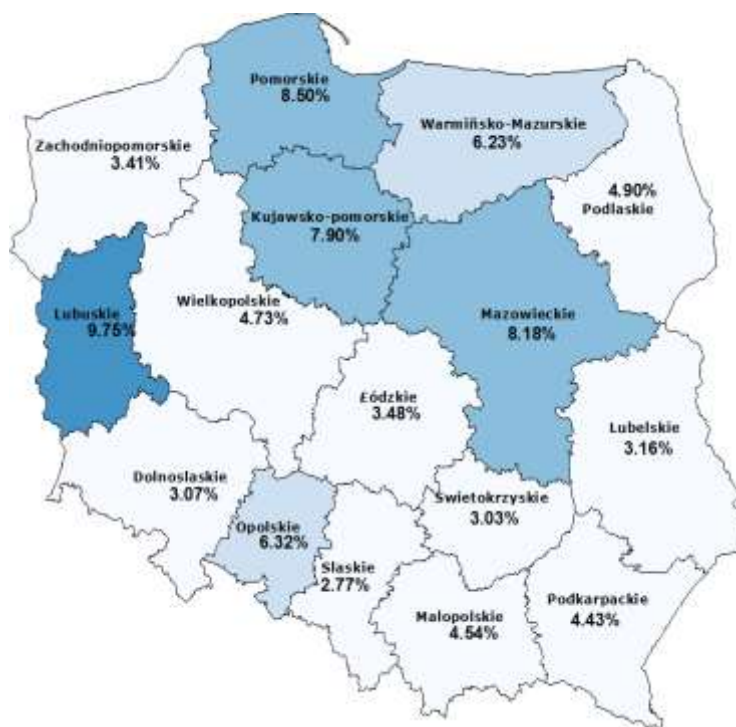 Pomorskie
8.50%
Warmińsko-Mazurskie
6.23%
Zachodniopomorskie
3.41%
4.90%
Podlaskie
Kujawsko-pomorskie
7.90%
Wielkopolskie
4.73%
Lubuskie
9.75%
Mazowieckie
8.18%
Łódzkie
3.48%
Lubelskie
3.16%
Dolnoslaskie
3.07%
Swietokrzyskie
3.03%
Opolskie
6.32%
Slaskie
2.77%
Malopolskie
4.54%
Podkarpackie
4.43%